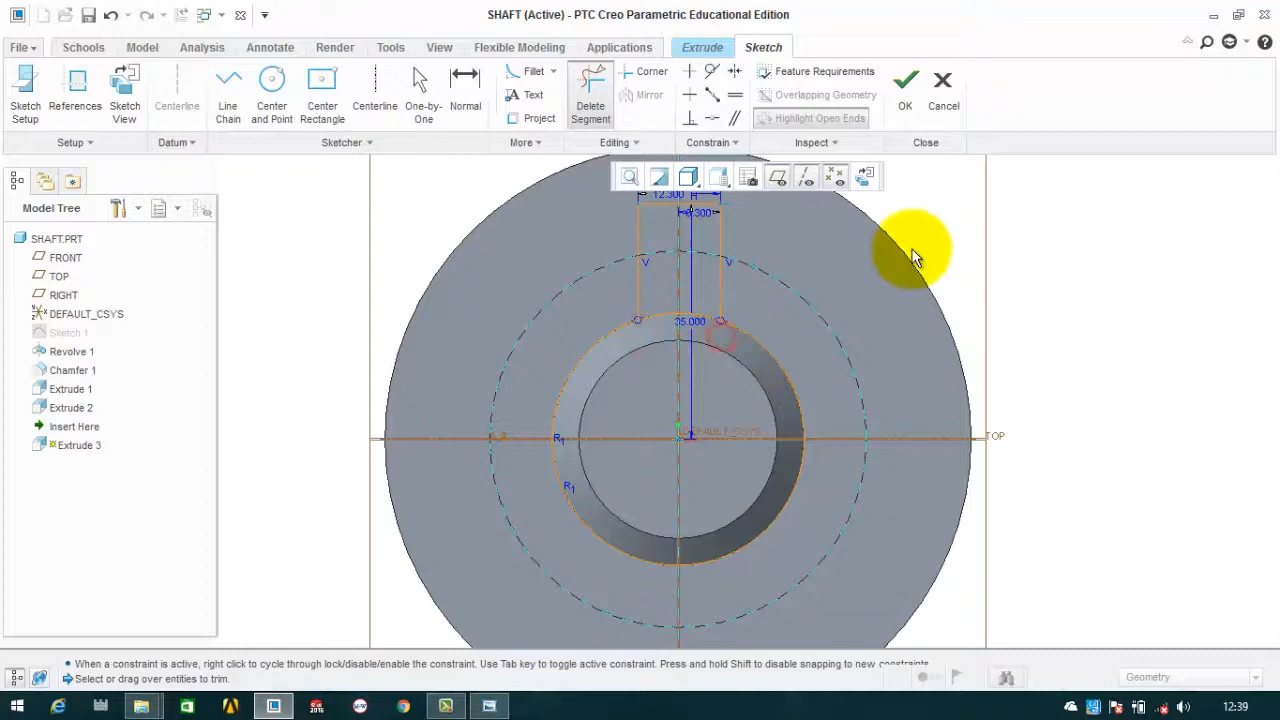 SHAFT (Active) - PTC Creo Parametric Educational Edition
File Schools Model Analysis Annotate Render Tools View Flexible Modeling Applications Extrude Sketch
Sketch Setup
References
Sketch View
Centerline
Line Chain
Center and Point
Center Rectangle
Centerline
One-by-One
Normal
Fillet
Text
Project
Delete Segment
Corner
Mirror
Feature Requirements
Overlapping Geometry
Highlight Open Ends
OK
Cancel
Setup Datum Sketcher More Editing Constrain Inspect Close
Model Tree
SHAFT.PRT
FRONT
TOP
RIGHT
DEFAULT_CSYS
Sketch 1
Revolve 1
Chamfer 1
Extrude 1
Extrude 2
Insert Here
Extrude 3
12.300 H
V
V
35.000
R1
R1
TOP
When a constraint is active, right click to cycle through lock/disable/enable the constraint. Use Tab key to toggle active constraint. Press and hold Shift to disable snapping to new constraints.
Select or drag over entities to trim.
Geometry
12:39